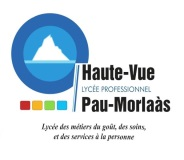 Haute-Vue
LYCÉE PROFESSIONNEL
Pau-Morlaàs
Lycée des métiers du goût, des soins,
et des services à la personne